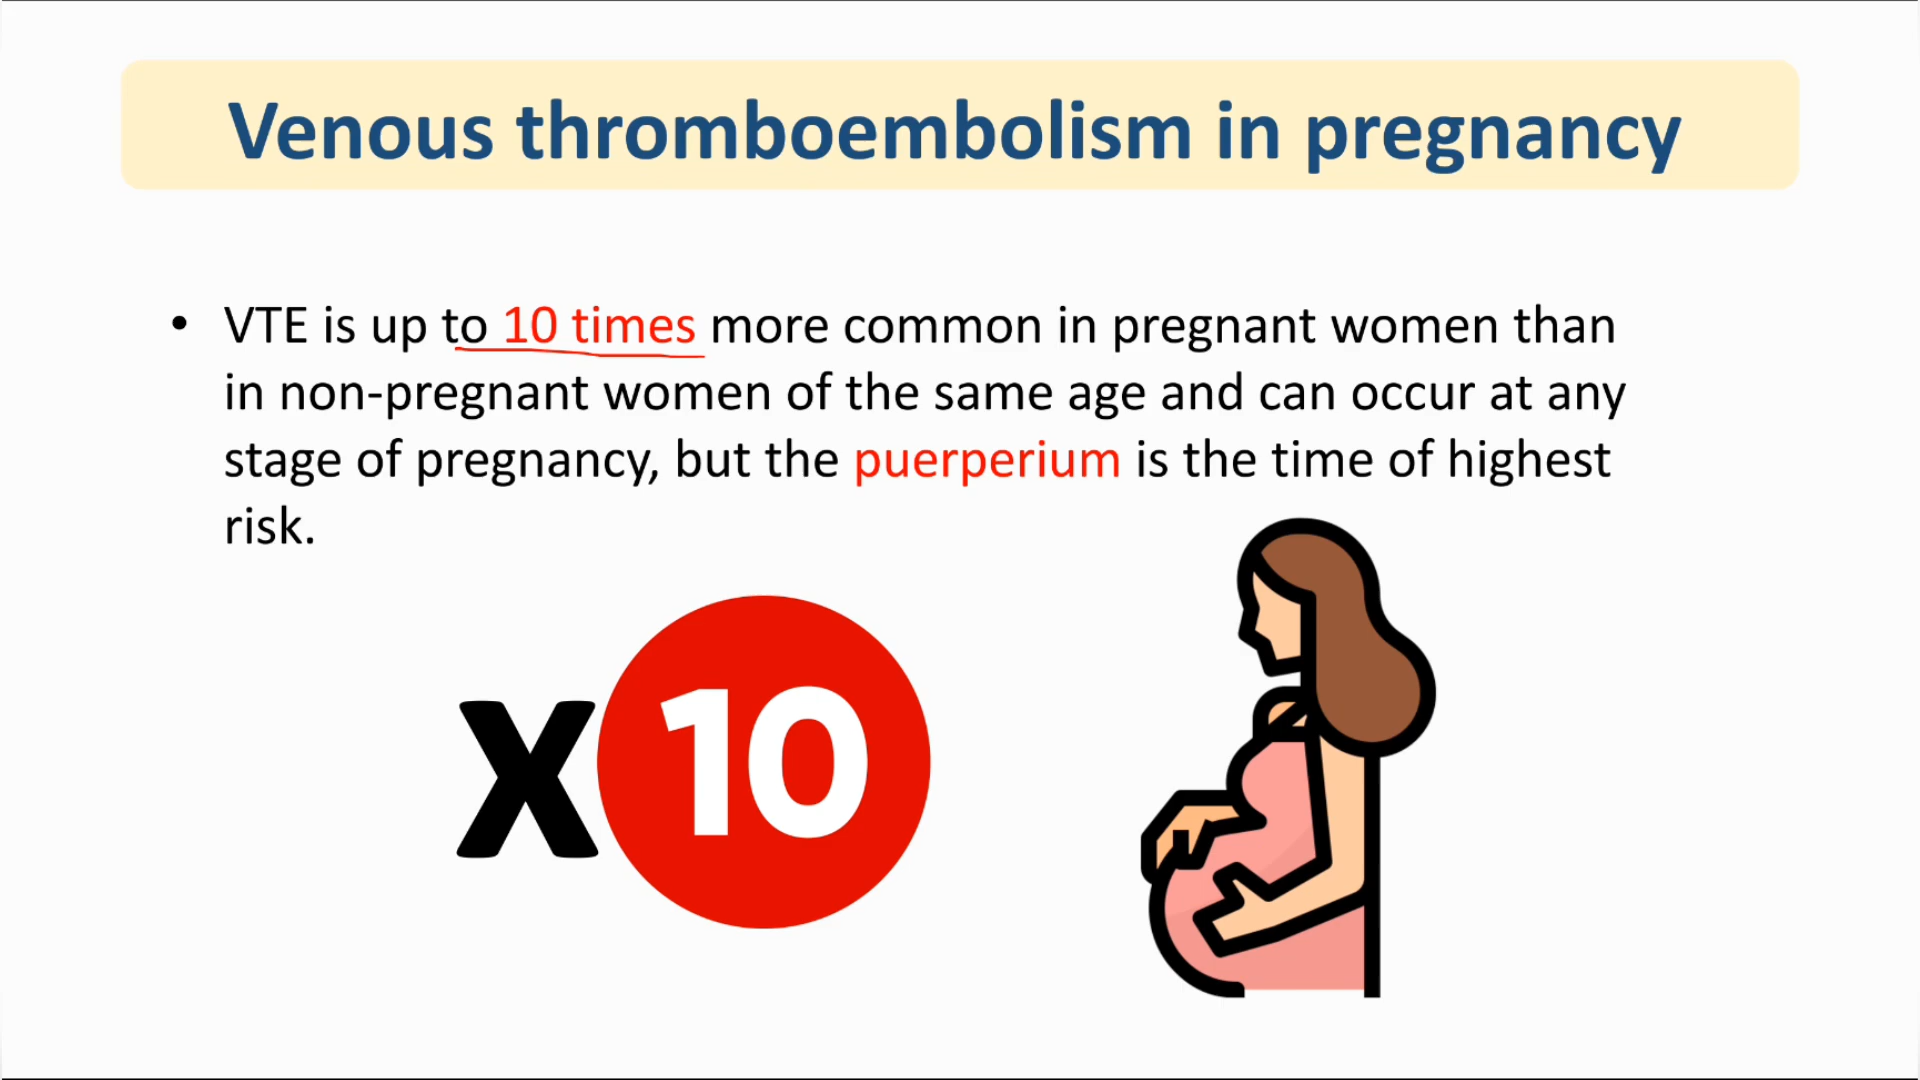 Venous thromboembolism in pregnancy
• VTE is up to 10 times more common in pregnant women than
in non-pregnant women of the same age and can occur at any
stage of pregnancy, but the puerperium is the time of highest
risk.
X10